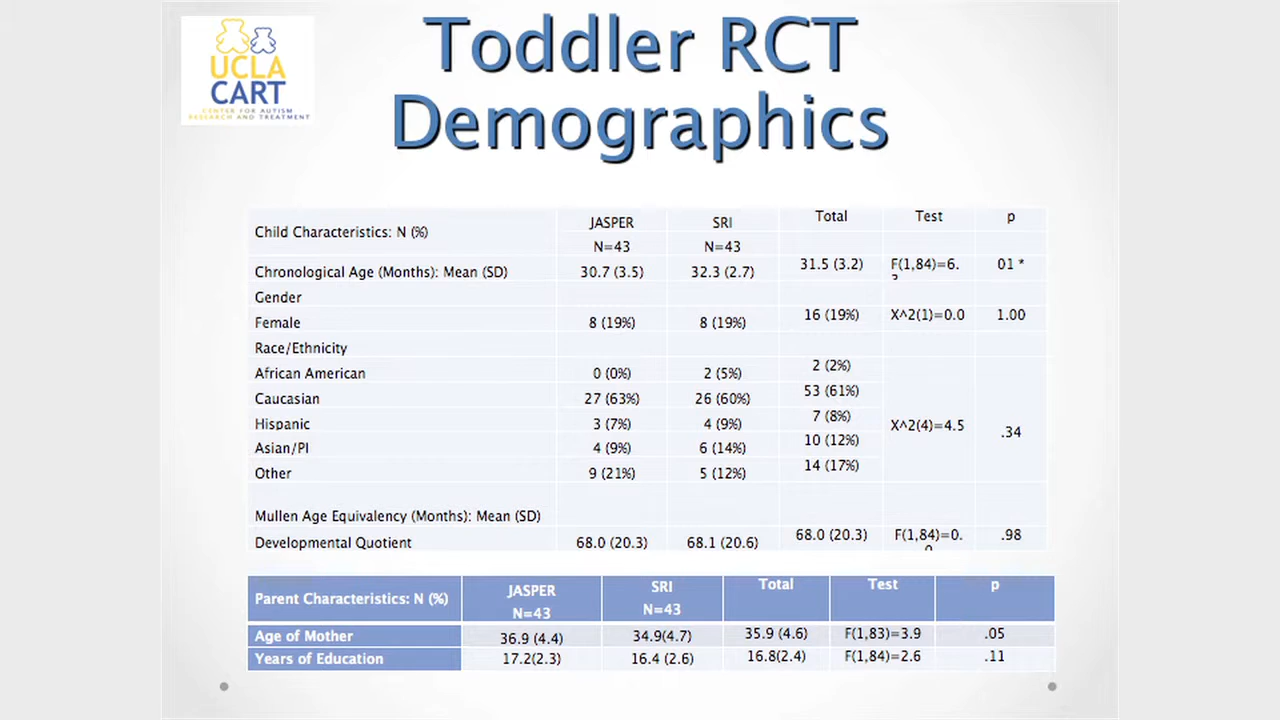 UCLA
CART
CENTER FOR AUTISM
RESEARCH AND TREATMENT
Toddler RCT
Demographics
Child Characteristics: N (%) JASPER N=43 SRI N=43 Total Test p
Chronological Age (Months): Mean (SD) 30.7 (3.5) 32.3 (2.7) 31.5 (3.2) F(1,84)=6. 01 *
Gender
Female 8 (19%) 8 (19%) 16 (19%) X^2(1)=0.0 1.00
Race/Ethnicity
African American 0 (0%) 2 (5%) 2 (2%)
Caucasian 27 (63%) 26 (60%) 53 (61%)
Hispanic 3 (7%) 4 (9%) 7 (8%) X^2(4)=4.5 .34
Asian/PI 4 (9%) 6 (14%) 10 (12%)
Other 9 (21%) 5 (12%) 14 (17%)
Mullen Age Equivalency (Months): Mean (SD)
Developmental Quotient 68.0 (20.3) 68.1 (20.6) 68.0 (20.3) F(1,84)=0. .98
Parent Characteristics: N (%) JASPER N=43 SRI N=43 Total Test p
Age of Mother 36.9 (4.4) 34.9(4.7) 35.9 (4.6) F(1,83)=3.9 .05
Years of Education 17.2(2.3) 16.4 (2.6) 16.8(2.4) F(1,84)=2.6 .11